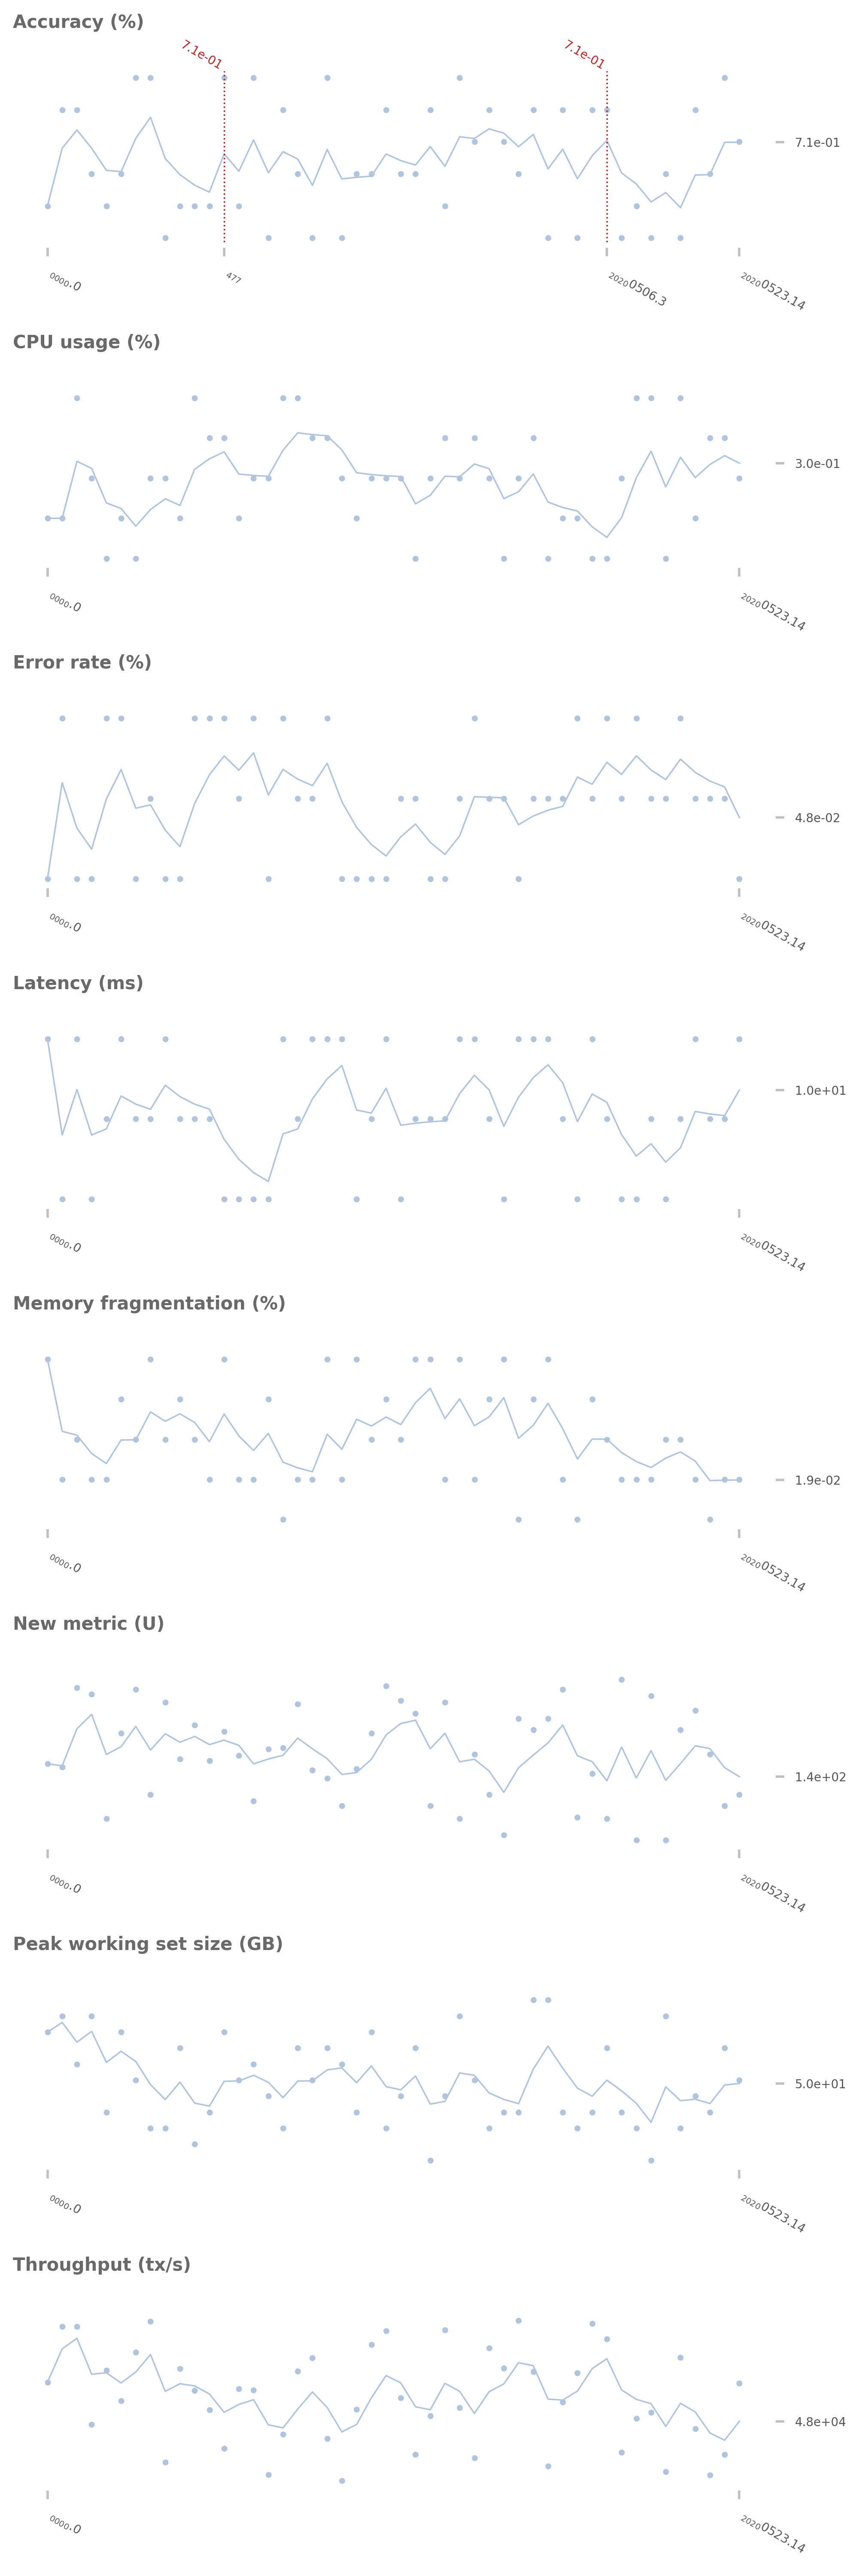 Accuracy (%)
7.1e-01
7.1e-01
7.1e-01
0000.0
477
20200506.3
20200523.14
CPU usage (%)
3.0e-01
0000.0
20200523.14
Error rate (%)
4.8e-02
0000.0
20200523.14
Latency (ms)
1.0e+01
0000.0
20200523.14
Memory fragmentation (%)
1.9e-02
0000.0
20200523.14
New metric (U)
1.4e+02
0000.0
20200523.14
Peak working set size (GB)
5.0e+01
0000.0
20200523.14
Throughput (tx/s)
4.8e+04
0000.0
20200523.14